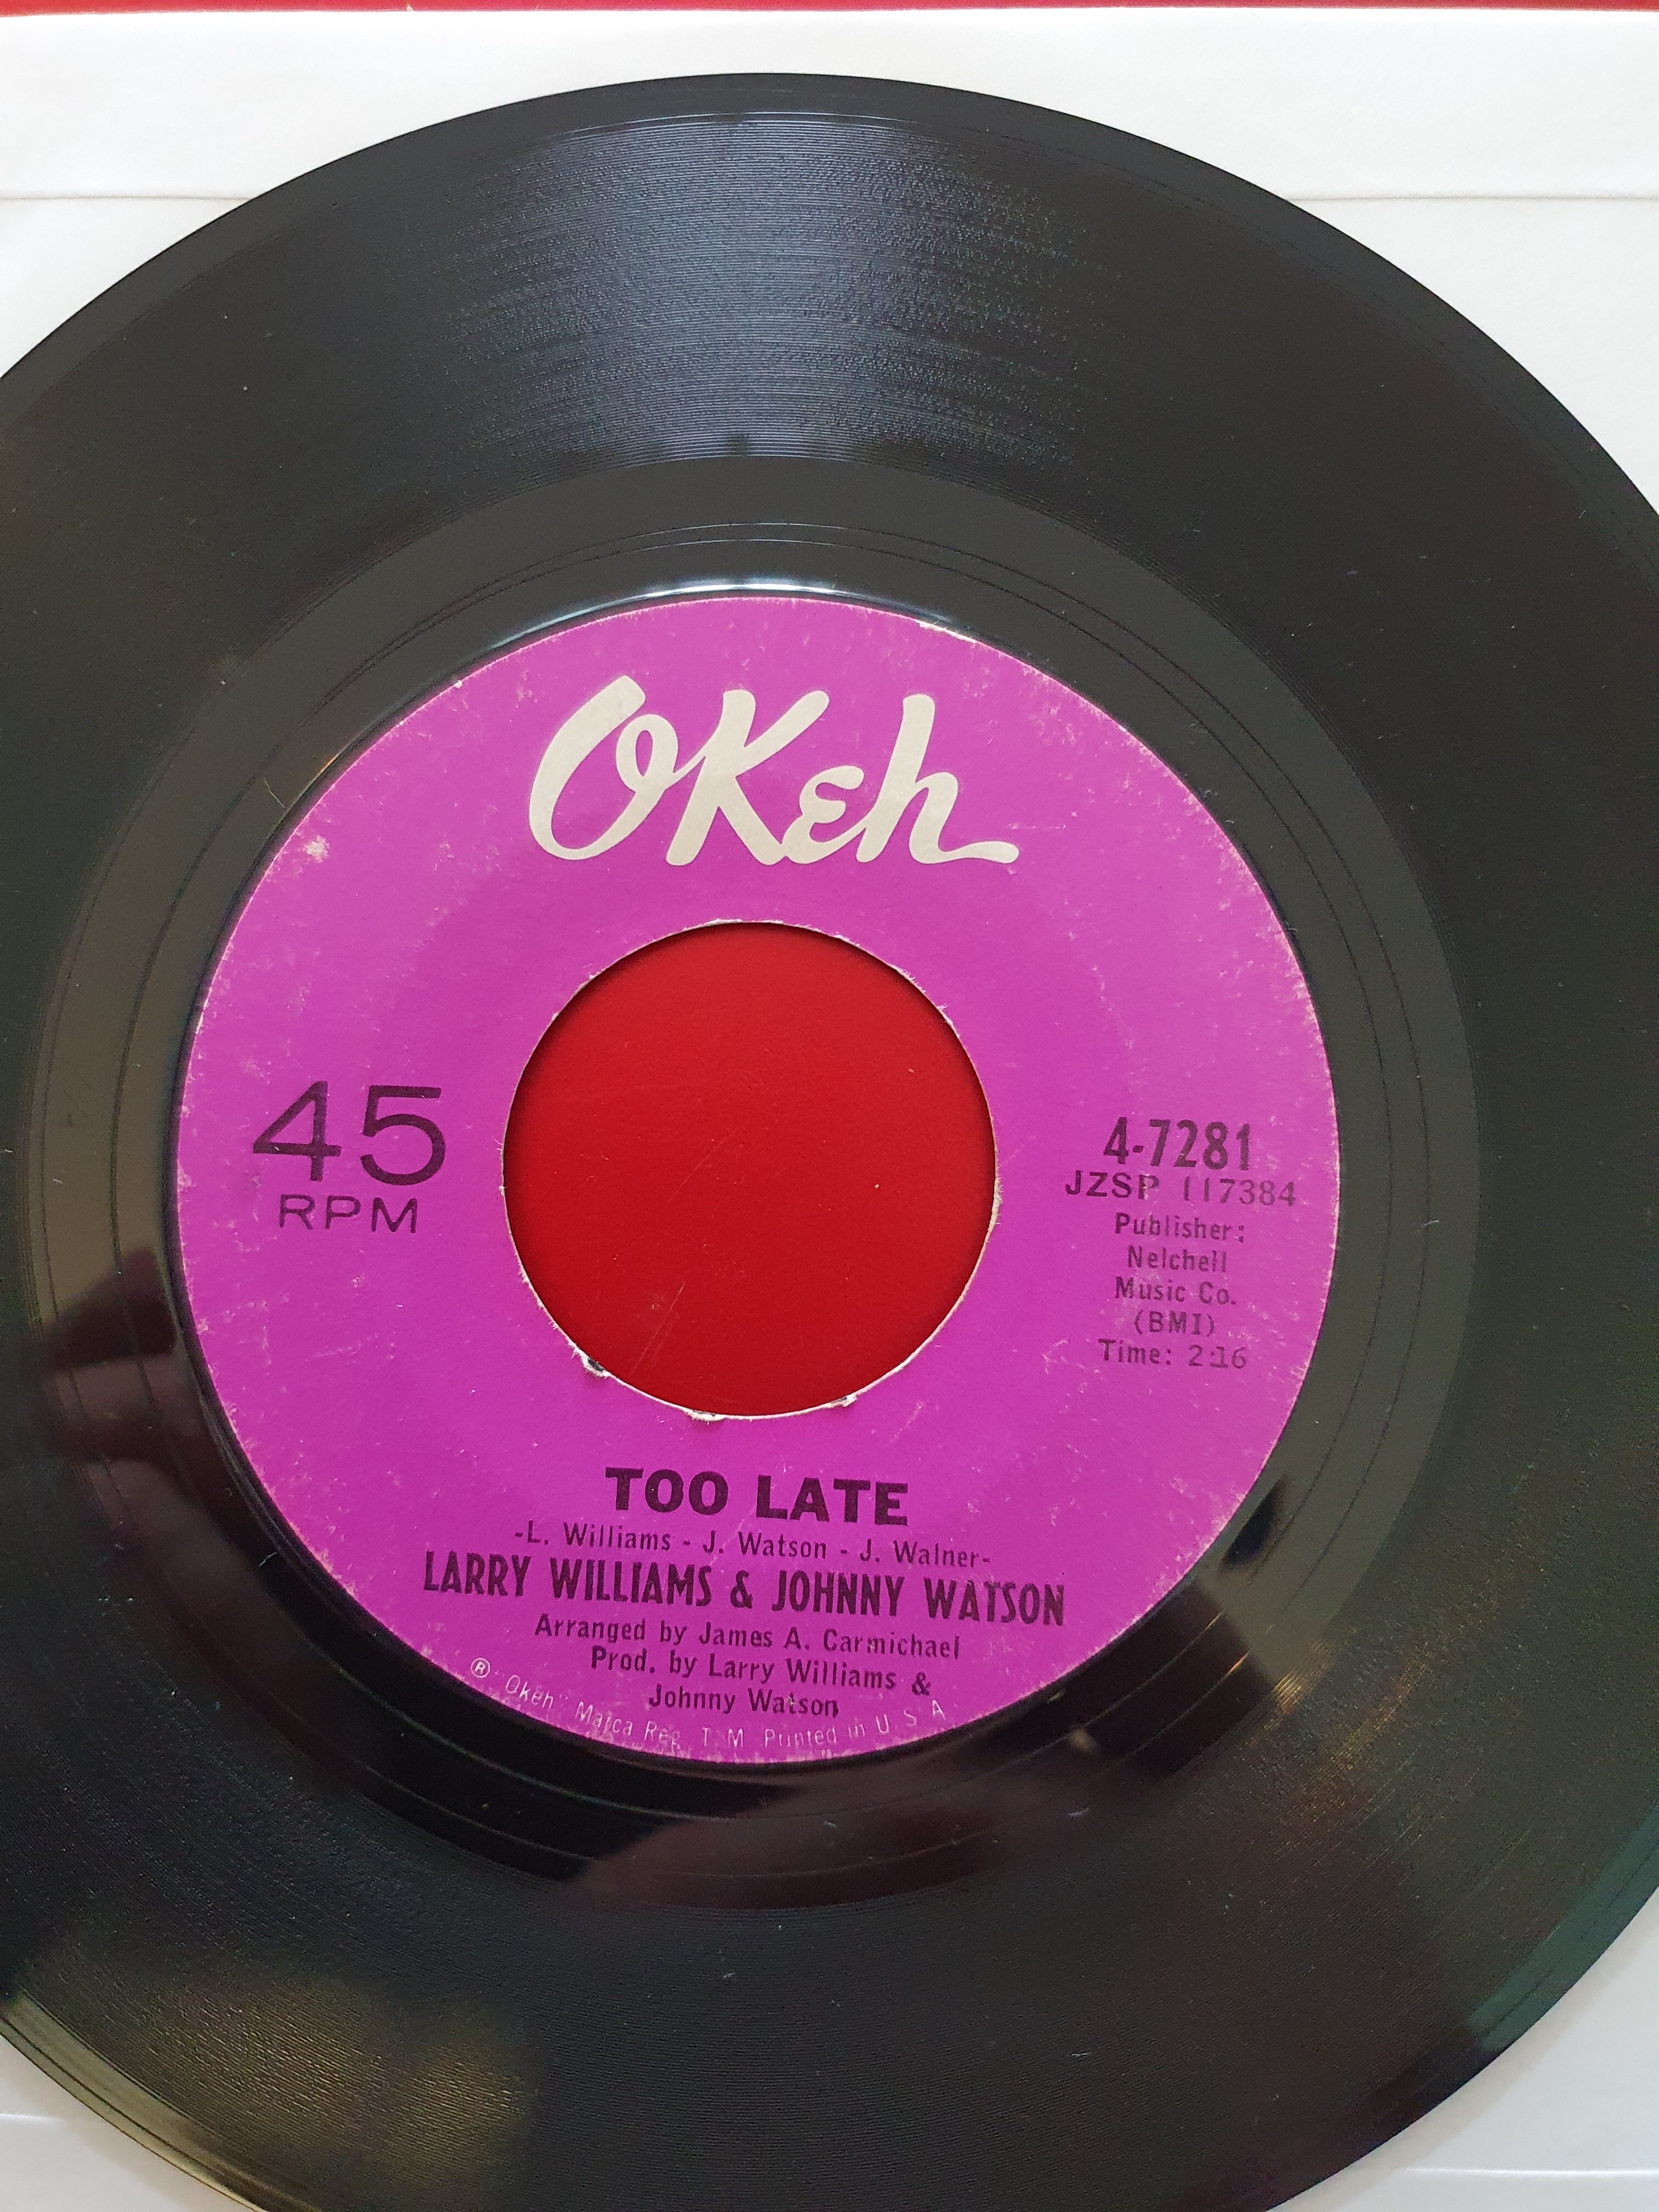 OKeh
45
RPM
4-7281
JZSP 117384
Publisher:
Nelchell
Music Co.
(BMI)
Time: 2:16
TOO LATE
-L. Williams - J. Watson - J. Walner-
LARRY WILLIAMS & JOHNNY WATSON
Arranged by James A. Carmichael
Prod. by Larry Williams &
Johnny Watson
® "Okeh" Marca Reg. T M Printed in U S A